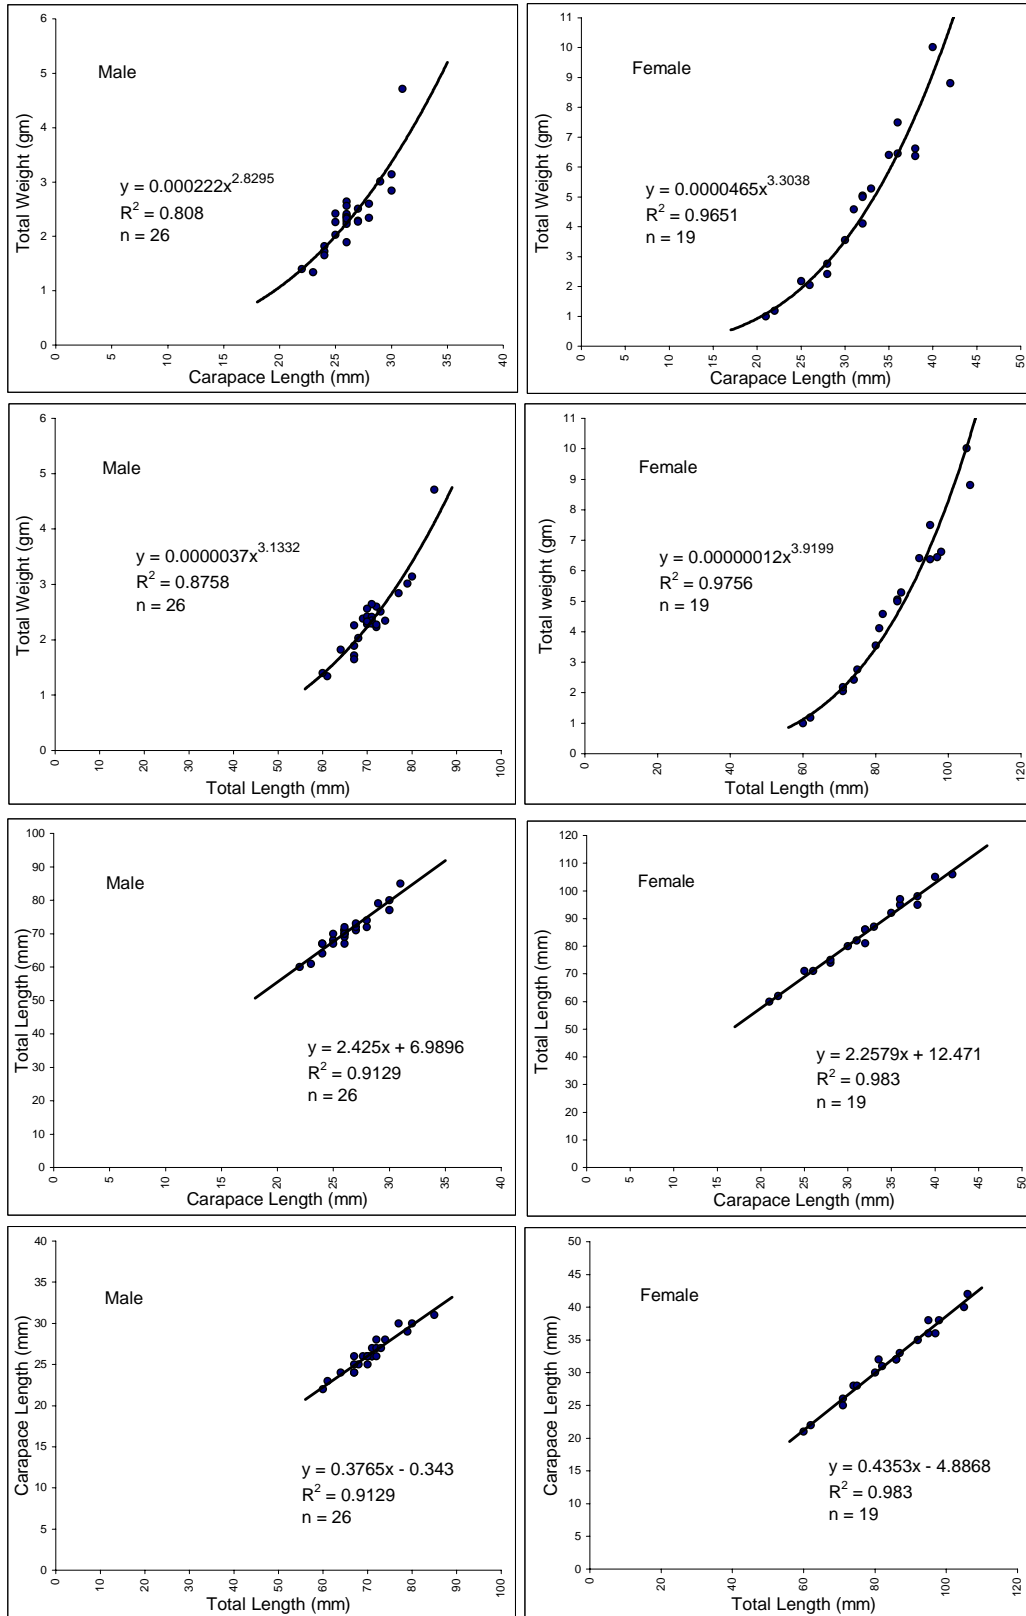 6
5
4
3
2
1
0
Total Weight (gm)
Male
y = 0.000222x^2.8295
R² = 0.808
n = 26
0 5 10 15 20 25 30 35 40
Carapace Length (mm)
11
10
9
8
7
6
5
4
3
2
1
0
Total Weight (gm)
Female
y = 0.0000465x^3.3038
R² = 0.9651
n = 19
0 5 10 15 20 25 30 35 40 45 50
Carapace Length (mm)
6
5
4
3
2
1
0
Total Weight (gm)
Male
y = 0.0000037x^3.1332
R² = 0.8758
n = 26
0 10 20 30 40 50 60 70 80 90 100
Total Length (mm)
11
10
9
8
7
6
5
4
3
2
1
0
Total weight (gm)
Female
y = 0.00000012x^3.9199
R² = 0.9756
n = 19
0 20 40 60 80 100 120
Total Length (mm)
100
90
80
70
60
50
40
30
20
10
0
Total Length (mm)
Male
y = 2.425x + 6.9896
R² = 0.9129
n = 26
0 5 10 15 20 25 30 35 40
Carapace Length (mm)
120
110
100
90
80
70
60
50
40
30
20
10
0
Total Length (mm)
Female
y = 2.2579x + 12.471
R² = 0.983
n = 19
0 5 10 15 20 25 30 35 40 45 50
Carapace Length (mm)
40
35
30
25
20
15
10
5
0
Carapace Length (mm)
Male
y = 0.3765x - 0.343
R² = 0.9129
n = 26
0 10 20 30 40 50 60 70 80 90 100
Total Length (mm)
50
45
40
35
30
25
20
15
10
5
0
Carapace Length (mm)
Female
y = 0.4353x - 4.8868
R² = 0.983
n = 19
0 20 40 60 80 100 120
Total Length (mm)